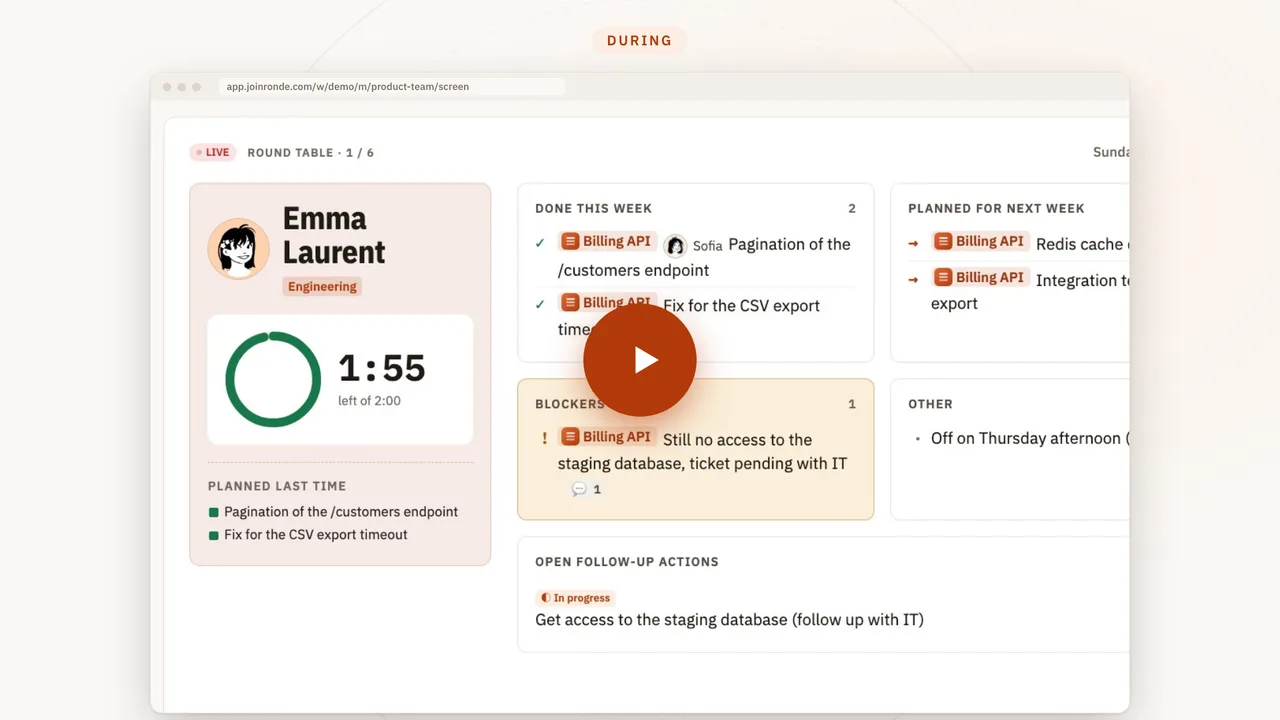 DURING
app.joinronde.com/w/demo/m/product-team/screen
LIVE
ROUND TABLE · 1 / 6
Emma
Laurent
Engineering
1:55
left of 2:00
PLANNED LAST TIME
Pagination of the /customers endpoint
Fix for the CSV export timeout
DONE THIS WEEK 2
✓ Billing API Sofia Pagination of the
/customers endpoint
✓ Billing API Fix for the CSV export
BLOCKERS 1
! Billing API Still no access to the
staging database, ticket pending with IT
1
PLANNED FOR NEXT WEEK
→ Billing API Redis cache
→ Billing API Integration
export
OTHER
• Off on Thursday afternoon (
OPEN FOLLOW-UP ACTIONS
In progress
Get access to the staging database (follow up with IT)